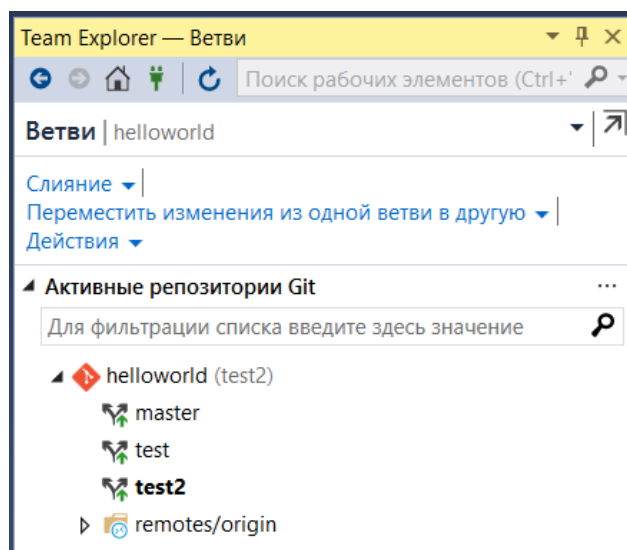 Team Explorer — Ветви
Поиск рабочих элементов (Ctrl+'
Ветви | helloworld
Слияние
Переместить изменения из одной ветви в другую
Действия
Активные репозитории Git
Для фильтрации списка введите здесь значение
helloworld (test2)
master
test
test2
remotes/origin